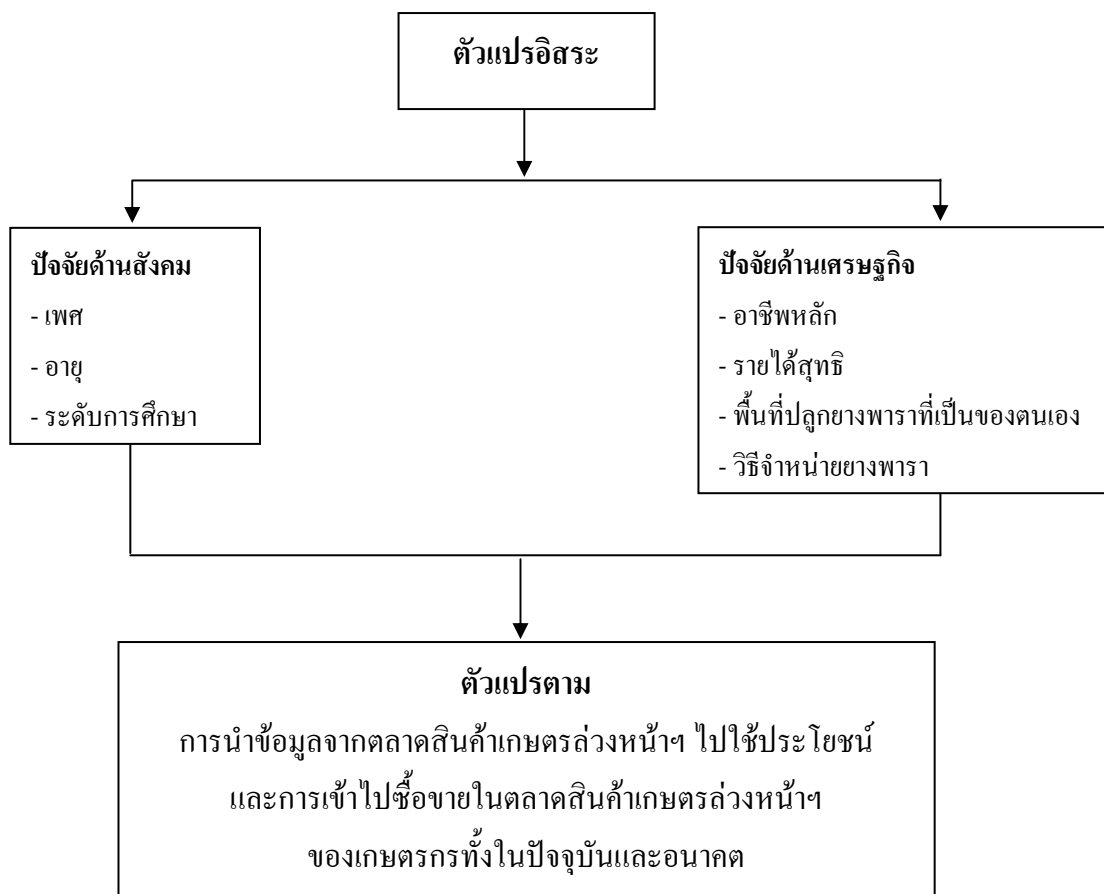 ตัวแปรอิสระ
ปัจจัยด้านสังคม
- เพศ
- อายุ
- ระดับการศึกษา
ปัจจัยด้านเศรษฐกิจ
- อาชีพหลัก
- รายได้สุทธิ
- พื้นที่ปลูกยางพาราที่เป็นของตนเอง
- วิธีจำหน่ายยางพารา
ตัวแปรตาม
การนำข้อมูลจากตลาดสินค้าเกษตรล่วงหน้าฯ ไปใช้ประโยชน์
และการเข้าไปซื้อขายในตลาดสินค้าเกษตรล่วงหน้าฯ
ของเกษตรกรทั้งในปัจจุบันและอนาคต